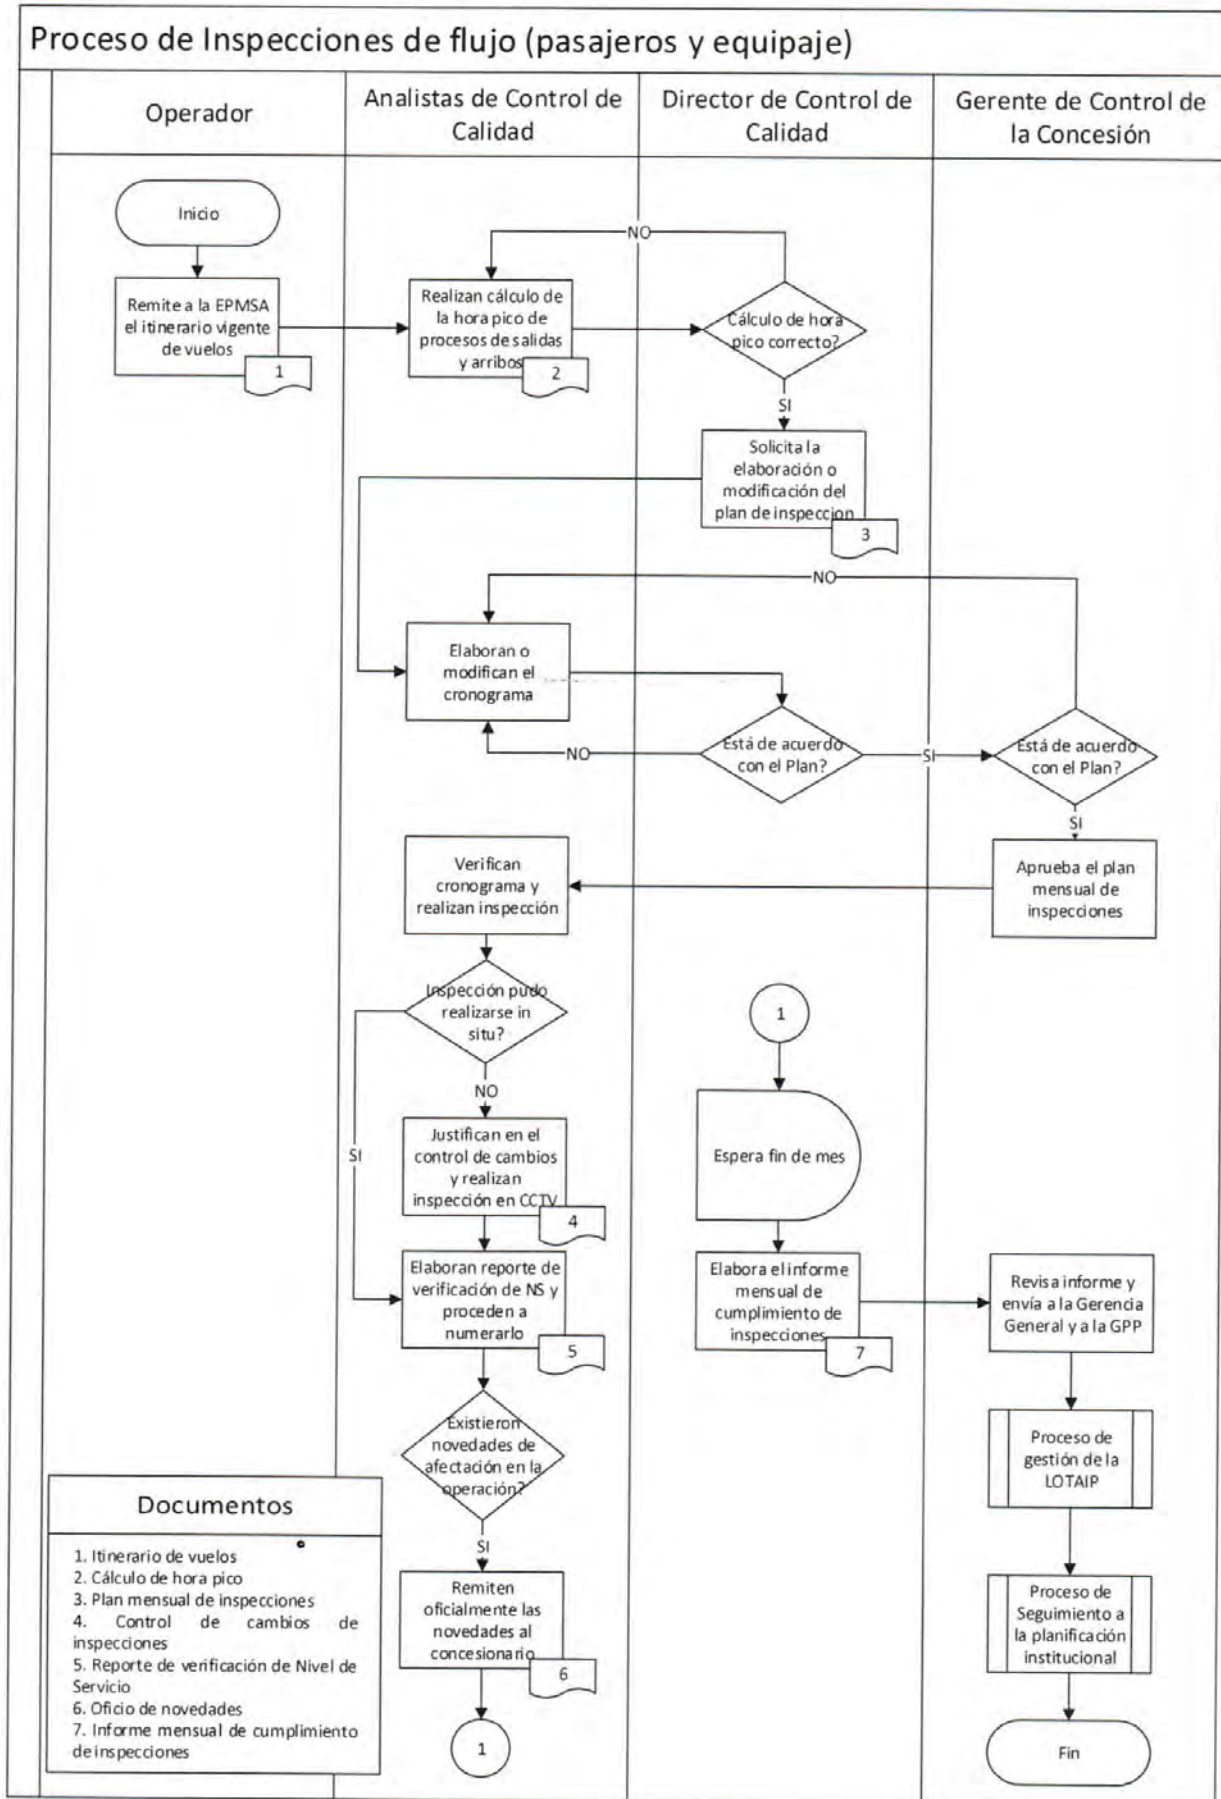 Proceso de Inspecciones de flujo (pasajeros y equipaje)
Operador
Analistas de Control de
Calidad
Director de Control de
Calidad
Gerente de Control de
la Concesión
Inicio
Remite a la EPMSA
el itinerario vigente
de vuelos
1
Realizan cálculo de
la hora pico de
procesos de salidas
y arribos
2
NO
Cálculo de hora
pico correcto?
SI
Solicita la
elaboración o
modificación del
plan de inspeccion
3
NO
Elaboran o
modifican el
cronograma
NO
Está de acuerdo
con el Plan?
SI
Está de acuerdo
con el Plan?
SI
Aprueba el plan
mensual de
inspecciones
Verifican
cronograma y
realizan inspección
Inspección pudo
realizarse in
situ?
NO
SI
Justifican en el
control de cambios
y realizan
inspección en CCTV
4
Elaboran reporte de
verificación de NS y
proceden a
numerarlo
5
Existieron
novedades de
afectación en la
operación?
SI
Remiten
oficialmente las
novedades al
concesionario
6
1
1
Espera fin de mes
Elabora el informe
mensual de
cumplimiento de
inspecciones
7
Revisa informe y
envía a la Gerencia
General y a la GPP
Proceso de
gestión de la
LOTAIP
Proceso de
Seguimiento a
la planificación
institucional
Fin
Documentos
1. Itinerario de vuelos
2. Cálculo de hora pico
3. Plan mensual de inspecciones
4. Control de cambios de
inspecciones
5. Reporte de verificación de Nivel de
Servicio
6. Oficio de novedades
7. Informe mensual de cumplimiento
de inspecciones